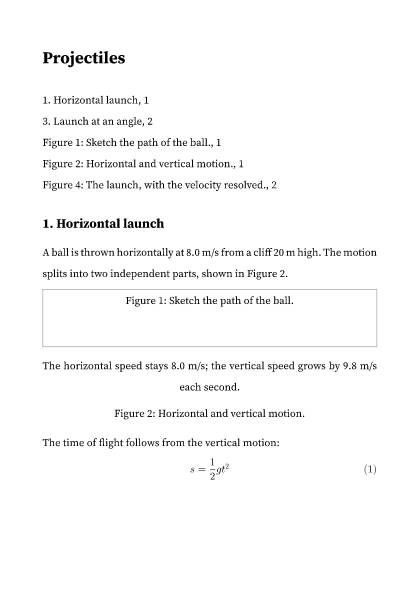 Projectiles
1. Horizontal launch, 1
3. Launch at an angle, 2
Figure 1: Sketch the path of the ball., 1
Figure 2: Horizontal and vertical motion., 1
Figure 4: The launch, with the velocity resolved., 2
1. Horizontal launch
A ball is thrown horizontally at 8.0 m/s from a cliff 20 m high. The motion
splits into two independent parts, shown in Figure 2.
Figure 1: Sketch the path of the ball.
The horizontal speed stays 8.0 m/s; the vertical speed grows by 9.8 m/s
each second.
Figure 2: Horizontal and vertical motion.
The time of flight follows from the vertical motion:
s = 1/2 gt² (1)